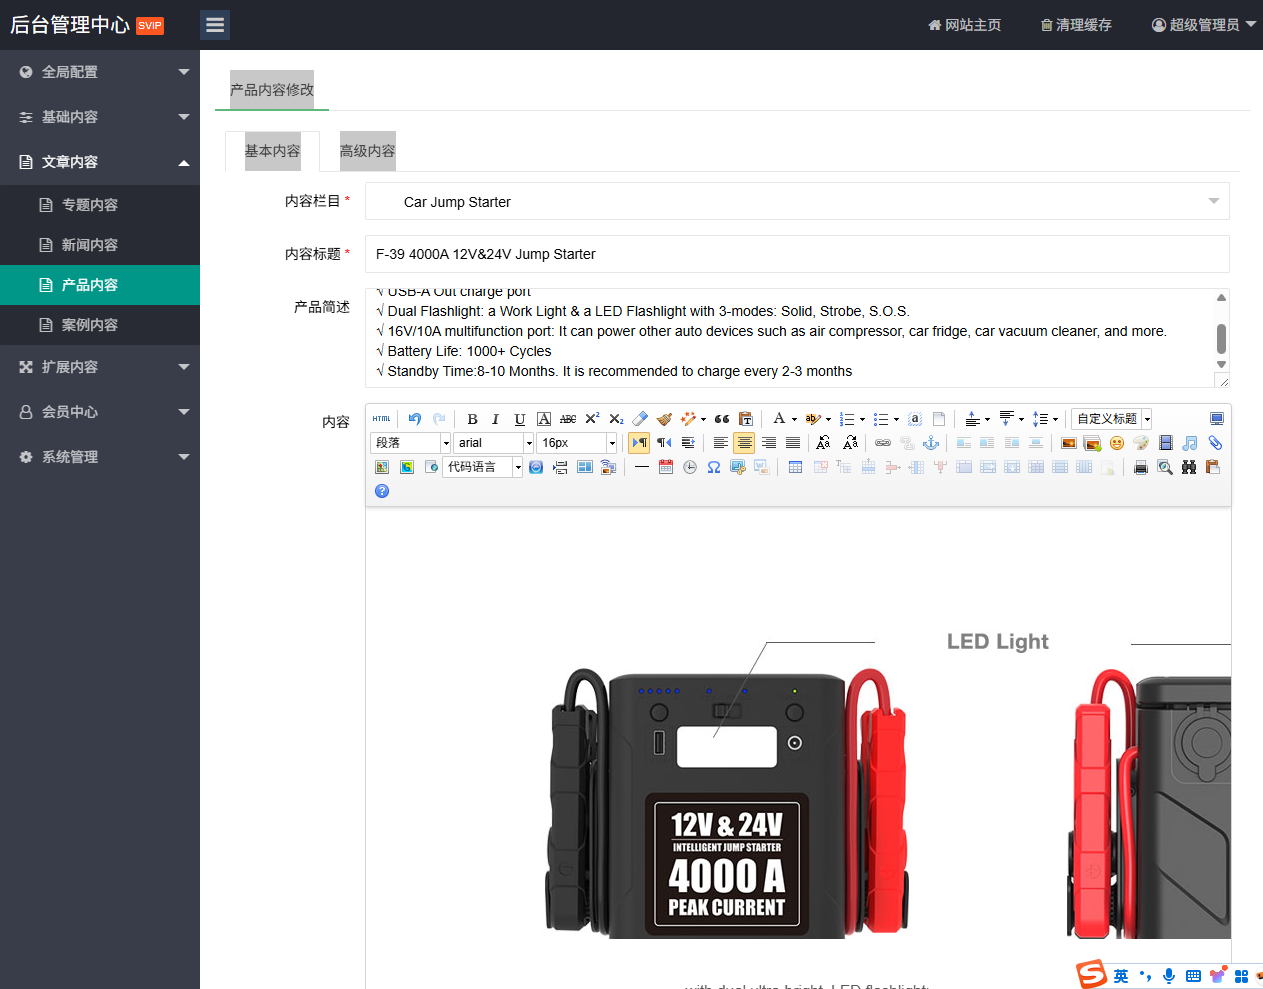 后台管理中心 SVIP
网站主页 清理缓存 超级管理员
全局配置
基础内容
文章内容
专题内容
新闻内容
产品内容
案例内容
扩展内容
会员中心
系统管理
产品内容修改
基本内容 高级内容
内容栏目 * Car Jump Starter
内容标题 * F-39 4000A 12V&24V Jump Starter
产品简述
√ USB-A Out charge port
√ Dual Flashlight: a Work Light & a LED Flashlight with 3-modes: Solid, Strobe, S.O.S.
√ 16V/10A multifunction port: It can power other auto devices such as air compressor, car fridge, car vacuum cleaner, and more.
√ Battery Life: 1000+ Cycles
√ Standby Time:8-10 Months. It is recommended to charge every 2-3 months
内容
HTML 自定义标题
段落 arial 16px
代码语言
LED Light
12V & 24V
INTELLIGENT JUMP STARTER
4000 A
PEAK CURRENT
with dual ultra-bright LED flashlight:
英